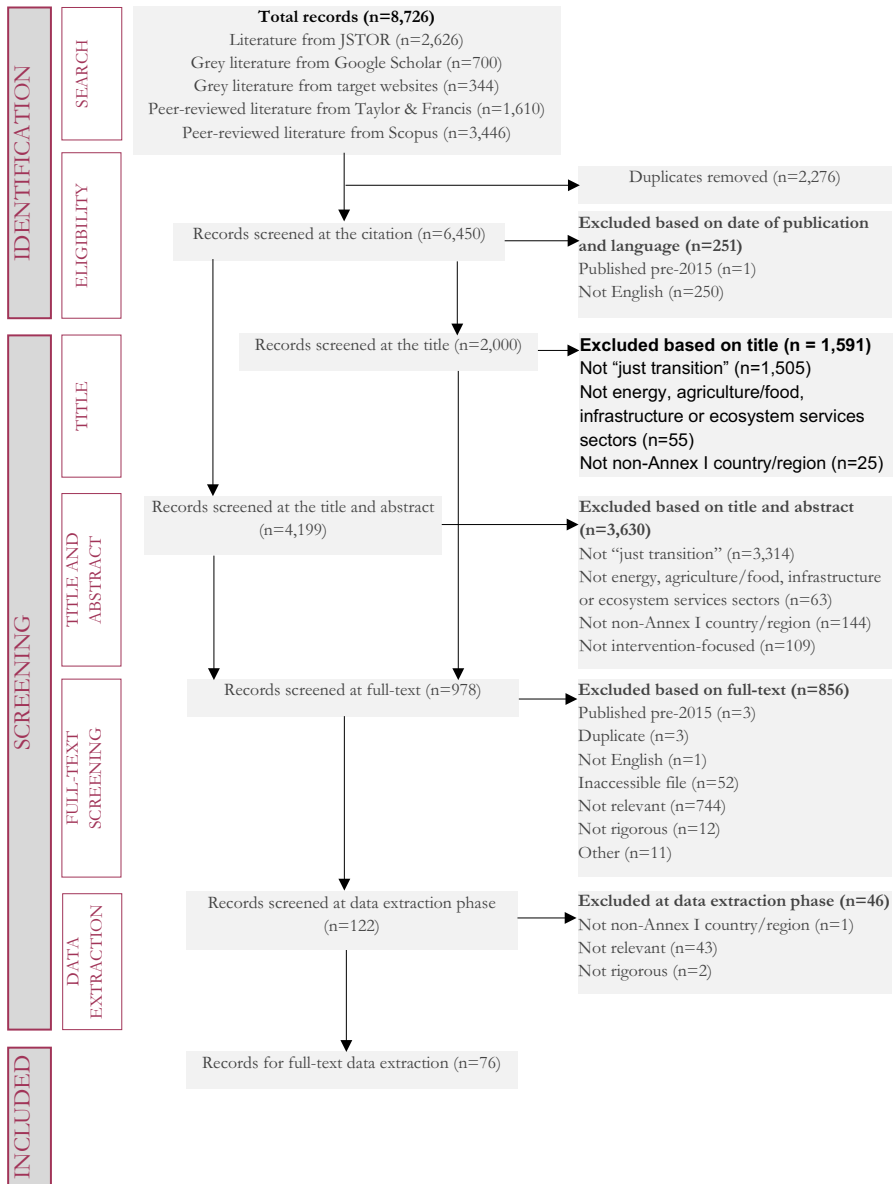 IDENTIFICATION
SEARCH
Total records (n=8,726)
Literature from JSTOR (n=2,626)
Grey literature from Google Scholar (n=700)
Grey literature from target websites (n=344)
Peer-reviewed literature from Taylor & Francis (n=1,610)
Peer-reviewed literature from Scopus (n=3,446)
ELIGIBILITY
Duplicates removed (n=2,276)
Records screened at the citation (n=6,450)
Excluded based on date of publication
and language (n=251)
Published pre-2015 (n=1)
Not English (n=250)
SCREENING
TITLE
Records screened at the title (n=2,000)
Excluded based on title (n = 1,591)
Not “just transition” (n=1,505)
Not energy, agriculture/food,
infrastructure or ecosystem services
sectors (n=55)
Not non-Annex I country/region (n=25)
TITLE AND
ABSTRACT
Records screened at the title and abstract
(n=4,199)
Excluded based on title and abstract
(n=3,630)
Not “just transition” (n=3,314)
Not energy, agriculture/food, infrastructure
or ecosystem services sectors (n=63)
Not non-Annex I country/region (n=144)
Not intervention-focused (n=109)
FULL-TEXT
SCREENING
Records screened at full-text (n=978)
Excluded based on full-text (n=856)
Published pre-2015 (n=3)
Duplicate (n=3)
Not English (n=1)
Inaccessible file (n=52)
Not relevant (n=744)
Not rigorous (n=12)
Other (n=11)
DATA
EXTRACTION
Records screened at data extraction phase
(n=122)
Excluded at data extraction phase (n=46)
Not non-Annex I country/region (n=1)
Not relevant (n=43)
Not rigorous (n=2)
INCLUDED
Records for full-text data extraction (n=76)